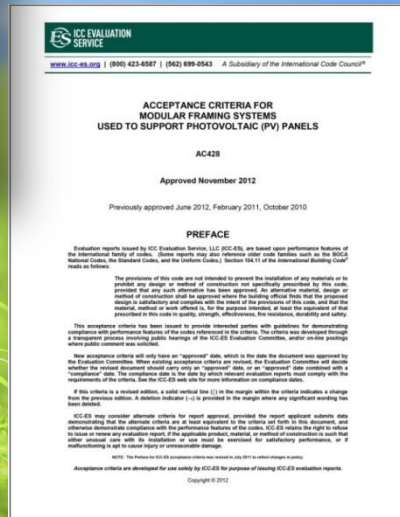 ICC EVALUATION
SERVICE
www.icc-es.org | (800) 423-6587 | (562) 699-0543 A Subsidiary of the International Code Council®
ACCEPTANCE CRITERIA FOR
MODULAR FRAMING SYSTEMS
USED TO SUPPORT PHOTOVOLTAIC (PV) PANELS
AC428
Approved November 2012
Previously approved June 2012, February 2011, October 2010
PREFACE
Evaluation reports issued by ICC Evaluation Service, LLC (ICC-ES), are based upon performance features of
the International family of codes. (Some reports may also reference older code families such as the BOCA
National Codes, the Standard Codes, and the Uniform Codes.) Section 104.11 of the International Building Code®
reads as follows:
The provisions of this code are not intended to prevent the installation of any materials or to
prohibit any design or method of construction not specifically prescribed by this code,
provided that any such alternative has been approved. An alternative material, design or
method of construction shall be approved where the building official finds that the proposed
design is satisfactory and complies with the intent of the provisions of this code, and that the
material, method or work offered is, for the purpose intended, at least the equivalent of that
prescribed in this code in quality, strength, effectiveness, fire resistance, durability and safety.
This acceptance criteria has been issued to provide interested parties with guidelines for demonstrating
compliance with performance features of the codes referenced in the criteria. The criteria was developed through
a transparent process involving public hearings of the ICC-ES Evaluation Committee, and/or on-line postings
where public comment was solicited.
New acceptance criteria will only have an "approved" date, which is the date the document was approved by
the Evaluation Committee. When existing acceptance criteria are revised, the Evaluation Committee will decide
whether the revised document should carry only an "approved" date, or an "approved" date combined with a
"compliance" date. The compliance date is the date by which relevant evaluation reports must comply with the
requirements of the criteria. See the ICC-ES web site for more information on compliance dates.
If this criteria is a revised edition, a solid vertical line (|) in the margin within the criteria indicates a change
from the previous edition. A deletion indicator (→) is provided in the margin where any significant wording has
been deleted.
ICC-ES may consider alternate criteria for report approval, provided the report applicant submits data
demonstrating that the alternate criteria are at least equivalent to the criteria set forth in this document, and
otherwise demonstrate compliance with the performance features of the codes. ICC-ES retains the right to refuse
to issue or renew any evaluation report, if the applicable product, material, or method of construction is such that
either unusual care with its installation or use must be exercised for satisfactory performance, or if
malfunctioning is apt to cause injury or unreasonable damage.
NOTE: The Preface for ICC-ES acceptance criteria was revised in July 2011 to reflect changes in policy.
Acceptance criteria are developed for use solely by ICC-ES for purpose of issuing ICC-ES evaluation reports.
Copyright © 2012